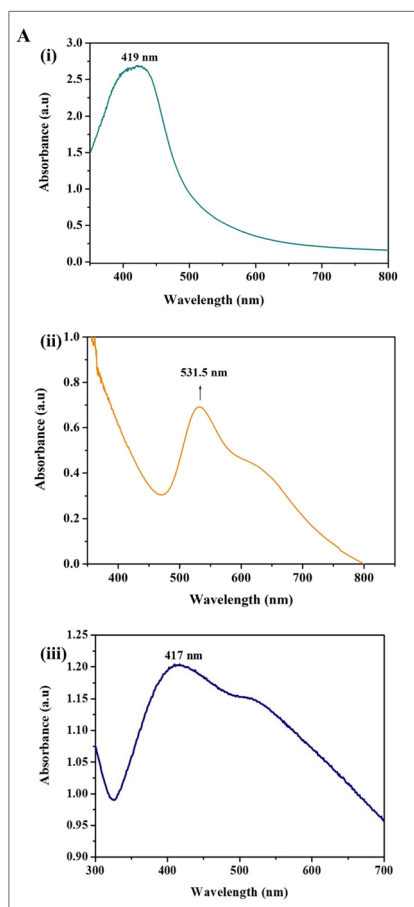 A
(i)
419 nm
3.0
2.5
2.0
1.5
1.0
0.5
0.0
Absorbance (a.u)
400 500 600 700 800
Wavelength (nm)
(ii)
531.5 nm
1.0
0.8
0.6
0.4
0.2
0.0
Absorbance (a.u)
400 500 600 700 800
Wavelength (nm)
(iii)
417 nm
1.25
1.20
1.15
1.10
1.05
1.00
0.95
0.90
Absorbance (a.u)
300 400 500 600 700
Wavelength (nm)